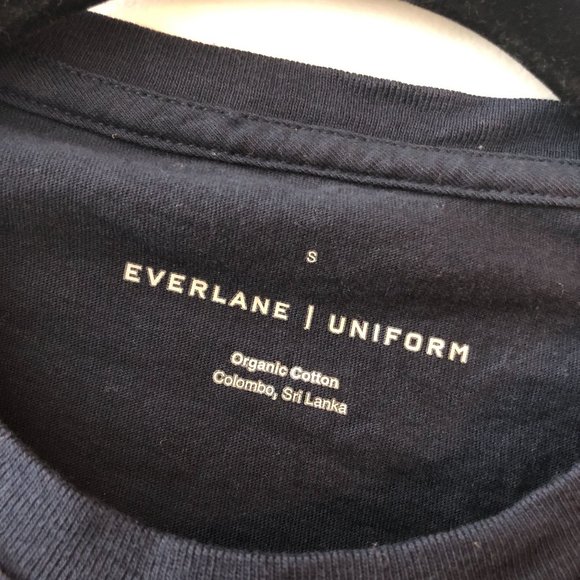 S
EVERLANE | UNIFORM
Organic Cotton
Colombo, Sri Lanka